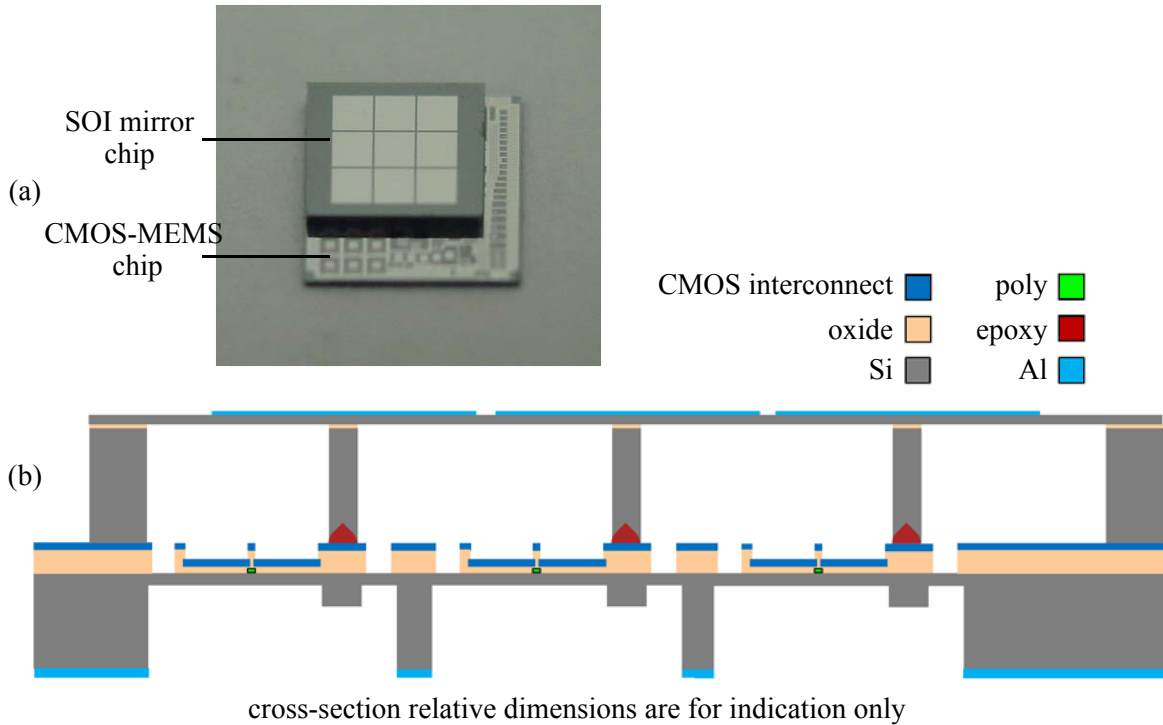 SOI mirror
chip
(a)
CMOS-MEMS
chip
CMOS interconnect
poly
oxide
epoxy
Si
Al
(b)
cross-section relative dimensions are for indication only